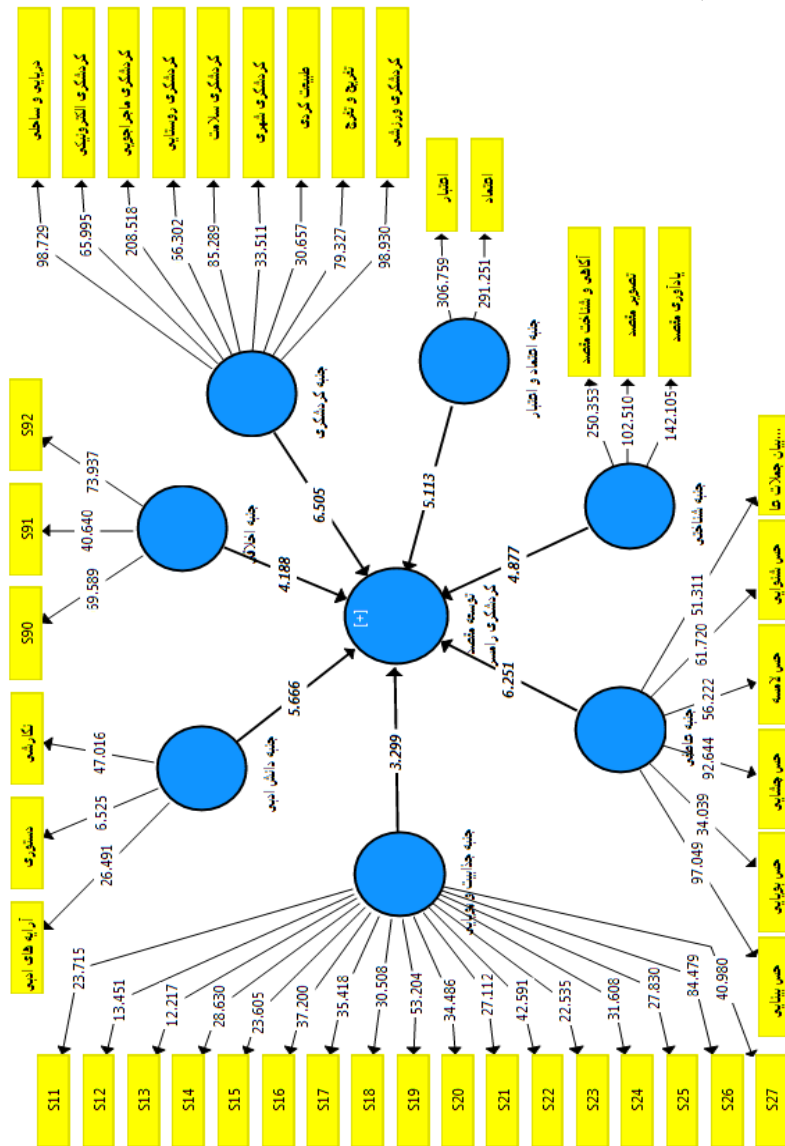 دریایی و ساحلی
گردشگری الکترونیکی
گردشگری ماجراجویی
گردشگری روستایی
گردشگری سلامت
گردشگری شهری
طبیعت گردی
تفریح و تفرج
گردشگری ورزشی
98.729
65.995
208.518
56.302
85.289
33.511
30.657
79.327
98.930
جنبه گردشگری
6.505
اعتبار
اعتماد
306.759
291.251
جنبه اعتماد و اعتبار
5.113
آگاهی و شناخت مقصد
تصویر مقصد
یادآوری مقصد
250.353
102.510
142.105
جنبه شناختی
4.877
بیان جملات عا...
حس شنوایی
حس لامسه
حس چشایی
حس بویایی
حس بینایی
51.311
61.720
56.222
92.644
34.039
97.049
جنبه عاطفی
6.251
S92
S91
S90
73.937
40.640
59.589
جنبه اخلاقی
4.188
[+]
توسته مقصد
گردشگری رامسر
نگارشی
دستوری
آرایه های ادبی
47.016
6.525
26.491
جنبه دانش ادبی
5.666
جنبه جذابیت و پویایی
3.299
23.715
13.451
12.217
28.630
23.605
37.200
35.418
30.508
53.204
34.486
27.112
42.591
22.535
31.608
27.830
84.479
40.980
S11
S12
S13
S14
S15
S16
S17
S18
S19
S20
S21
S22
S23
S24
S25
S26
S27